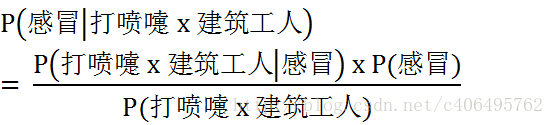 P(感冒|打喷嚏 x 建筑工人)
= P(打喷嚏 x 建筑工人|感冒) x P(感冒)
P(打喷嚏 x 建筑工人)
http://blog.csdn.net/c406495762